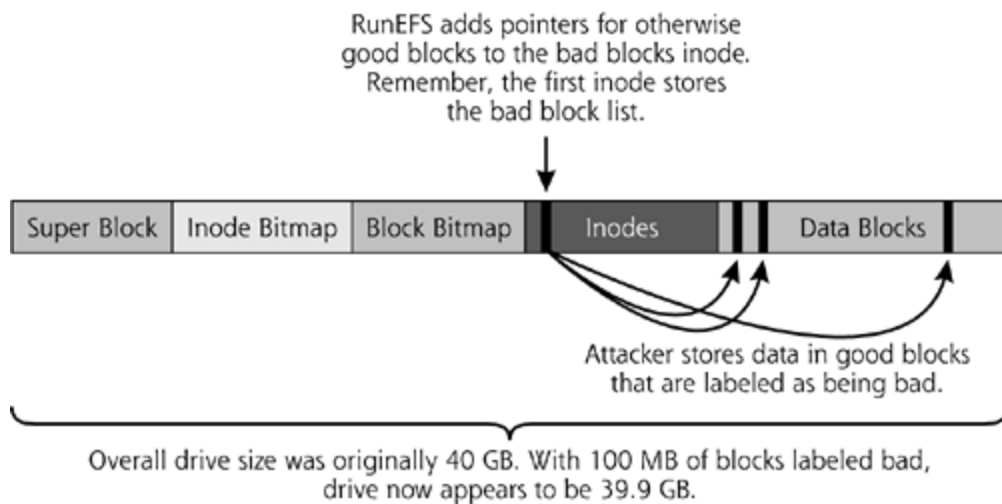 RunEFS adds pointers for otherwise
good blocks to the bad blocks inode.
Remember, the first inode stores
the bad block list.
Super Block
Inode Bitmap
Block Bitmap
Inodes
Data Blocks
Attacker stores data in good blocks
that are labeled as being bad.
Overall drive size was originally 40 GB. With 100 MB of blocks labeled bad,
drive now appears to be 39.9 GB.